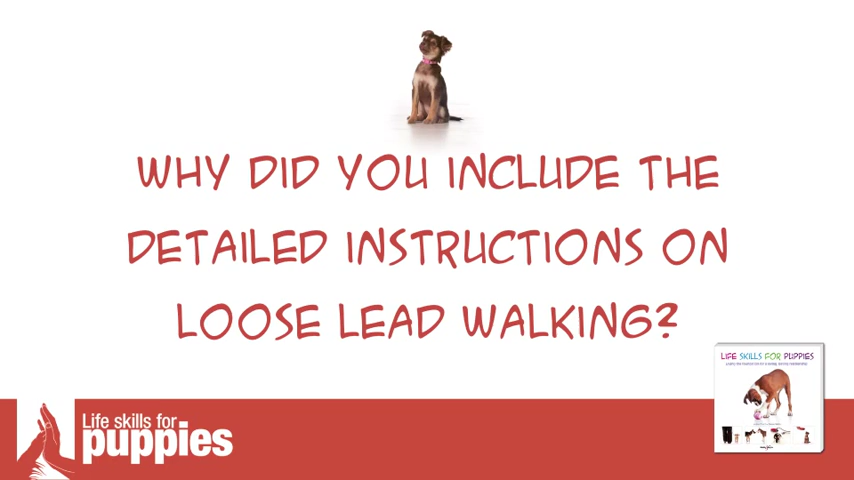 WHY DID YOU INCLUDE THE
DETAILED INSTRUCTIONS ON
LOOSE LEAD WALKING?
LIFE SKILLS FOR PUPPIES
Life skills for
puppies